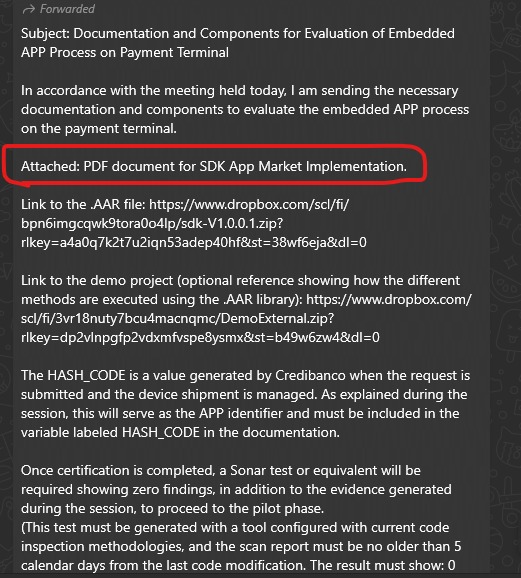 Forwarded
Subject: Documentation and Components for Evaluation of Embedded
APP Process on Payment Terminal
In accordance with the meeting held today, I am sending the necessary
documentation and components to evaluate the embedded APP process
on the payment terminal.
Attached: PDF document for SDK App Market Implementation.
Link to the .AAR file: https://www.dropbox.com/scl/fi/
bpn6imgcqwk9tora0o4lp/sdk-V1.0.0.1.zip?
rlkey=a4a0q7k2t7u2iqn53adep40hf&st=38wf6eja&dl=0
Link to the demo project (optional reference showing how the different
methods are executed using the .AAR library): https://www.dropbox.com/
scl/fi/3vr18nuty7bcu4macnqmc/DemoExternal.zip?
rlkey=dp2vlnpgfp2vdxmfvspe8ysmx&st=b49w6zw4&dl=0
The HASH_CODE is a value generated by Credibanco when the request is
submitted and the device shipment is managed. As explained during the
session, this will serve as the APP identifier and must be included in the
variable labeled HASH_CODE in the documentation.
Once certification is completed, a Sonar test or equivalent will be
required showing zero findings, in addition to the evidence generated
during the session, to proceed to the pilot phase.
(This test must be generated with a tool configured with current code
inspection methodologies, and the scan report must be no older than 5
calendar days from the last code modification. The result must show: 0